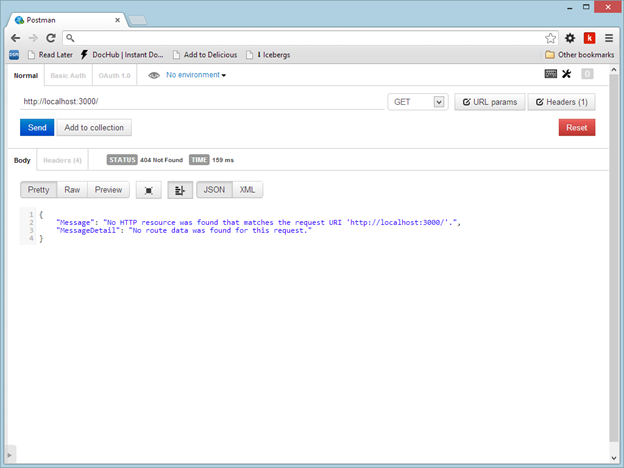 Postman
DSN Read Later DocHub | Instant Do... Add to Delicious Icebergs Other bookmarks
Normal Basic Auth OAuth 1.0 No environment 0
http://localhost:3000/ GET URL params Headers (1)
Send Add to collection Reset
Body Headers (4) STATUS 404 Not Found TIME 159 ms
Pretty Raw Preview JSON XML
1 {
2 "Message": "No HTTP resource was found that matches the request URI 'http://localhost:3000/'.",
3 "MessageDetail": "No route data was found for this request."
4 }